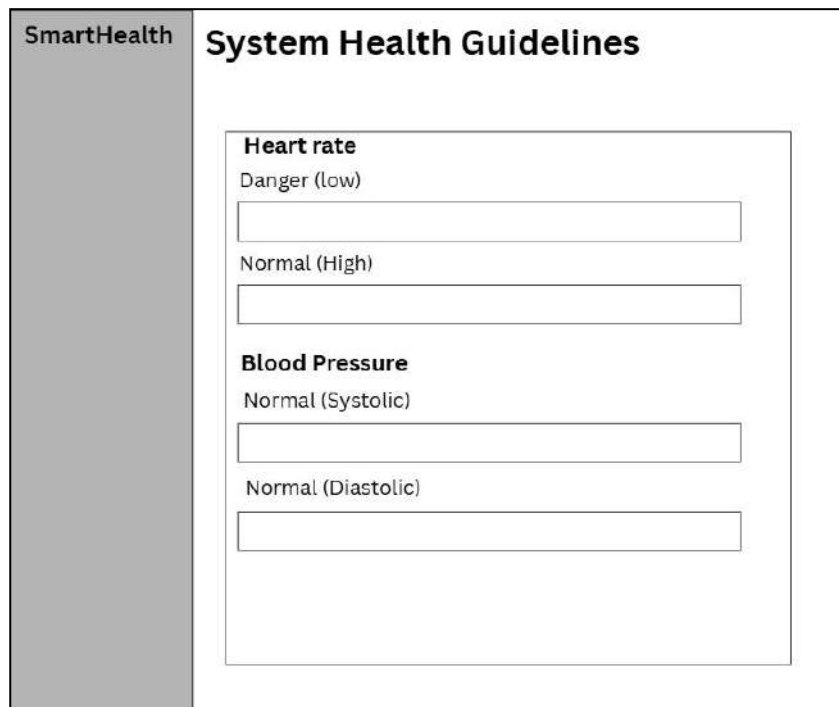 SmartHealth
System Health Guidelines
Heart rate
Danger (low)
Normal (High)
Blood Pressure
Normal (Systolic)
Normal (Diastolic)